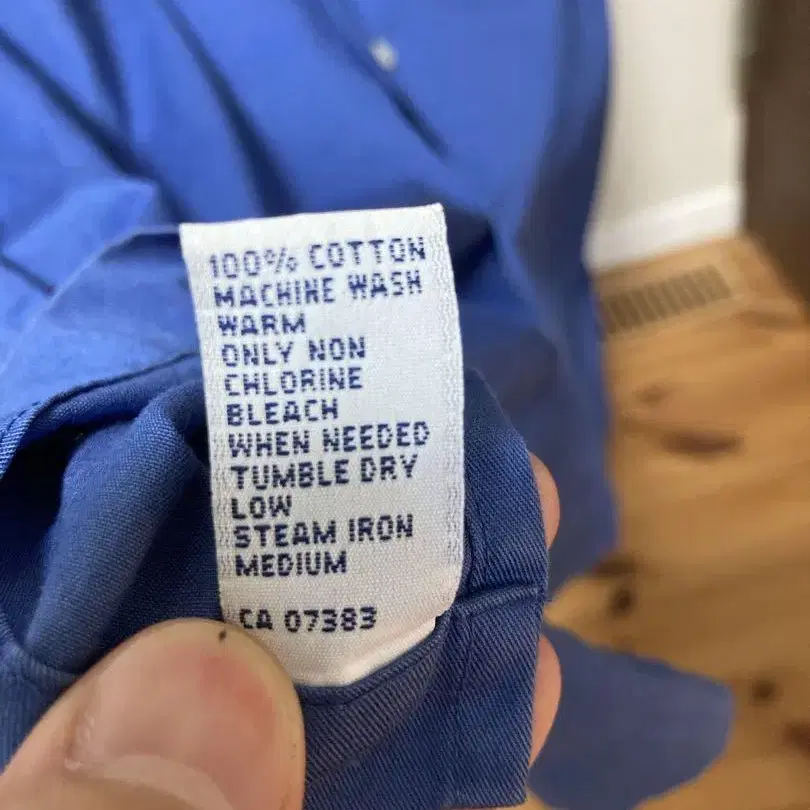 100% COTTON
MACHINE WASH
WARM
ONLY NON
CHLORINE
BLEACH
WHEN NEEDED
TUMBLE DRY
LOW
STEAM IRON
MEDIUM
CA 07383